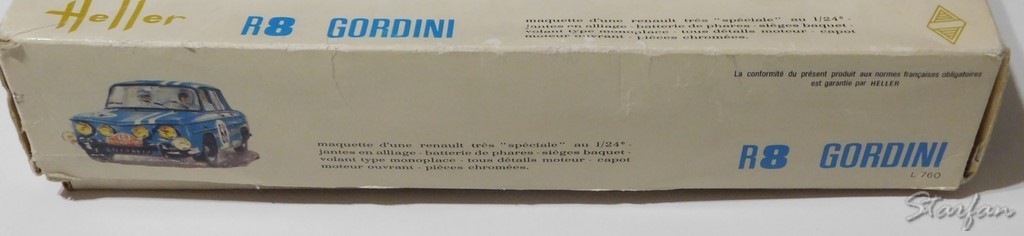 Heller
R8 GORDINI
maquette d'une renault très "spéciale" au 1/24e -
jantes en alliage - batterie de phares - sièges baquet -
volant type monoplace - tous détails moteur - capot
moteur ouvrant - pièces chromées.
La conformité du présent produit aux normes françaises obligatoires
est garantie par HELLER
maquette d'une renault très "spéciale" au 1/24e -
jantes en alliage - batterie de phares - sièges baquet -
volant type monoplace - tous détails moteur - capot
moteur ouvrant - pièces chromées.
R8 GORDINI
L 760
Starfan